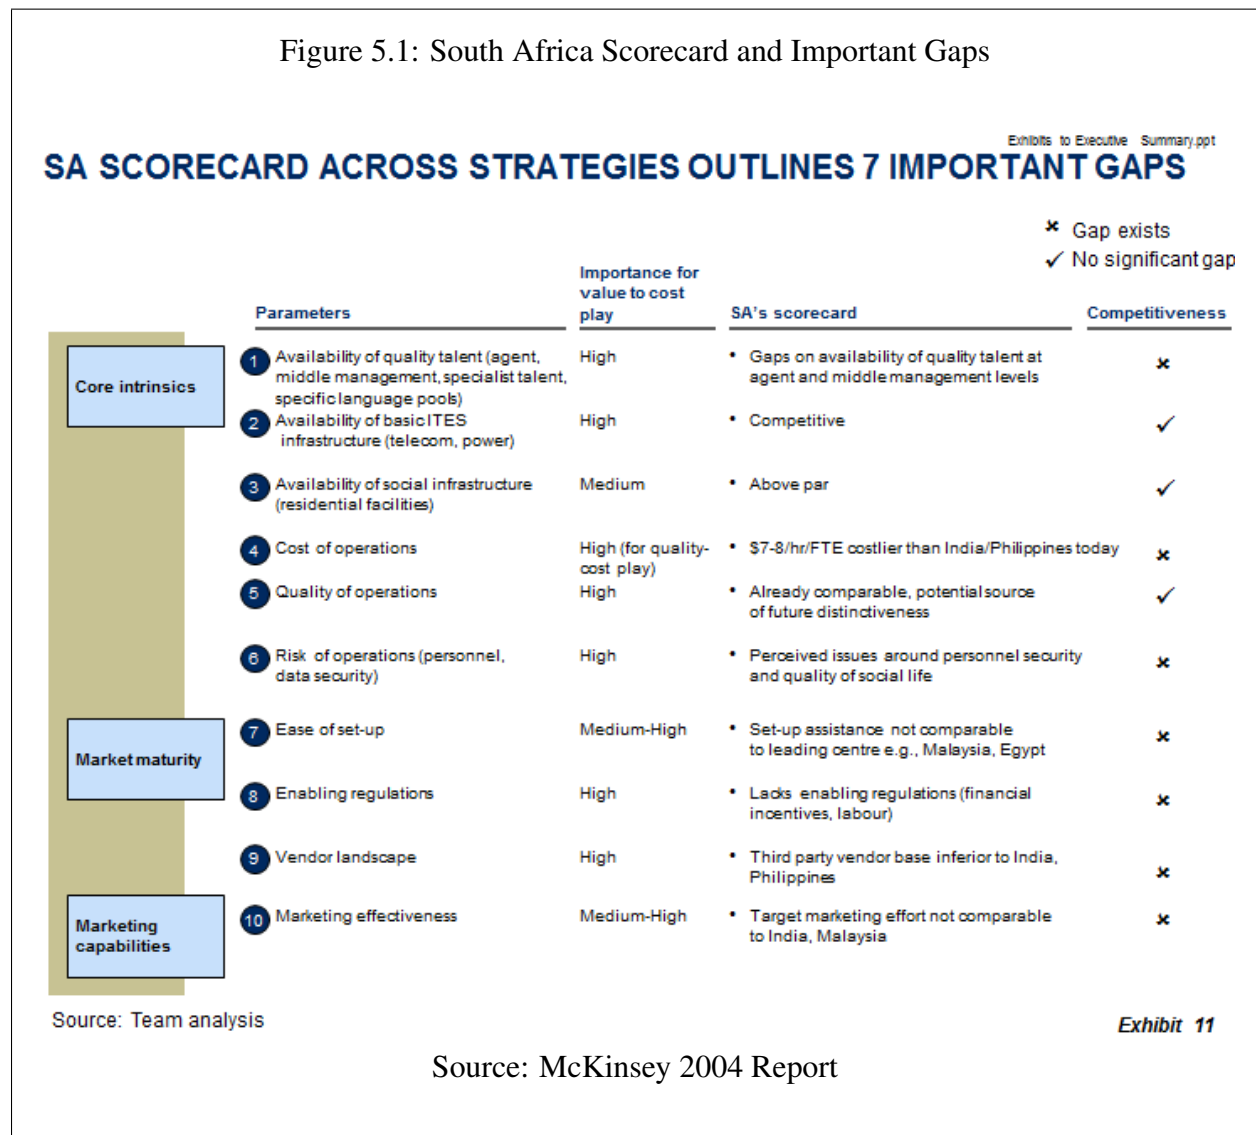 Figure 5.1: South Africa Scorecard and Important Gaps
Exhibits to Executive Summary.ppt
SA SCORECARD ACROSS STRATEGIES OUTLINES 7 IMPORTANT GAPS
✖ Gap exists
✓ No significant gap
Parameters
Importance for
value to cost
play
SA's scorecard
Competitiveness
Core intrinsics
1 Availability of quality talent (agent,
middle management, specialist talent,
specific language pools)
High
• Gaps on availability of quality talent at
agent and middle management levels
✖
2 Availability of basic ITES
infrastructure (telecom, power)
High
• Competitive
✓
3 Availability of social infrastructure
(residential facilities)
Medium
• Above par
✓
4 Cost of operations
High (for quality-
cost play)
• $7-8/hr/FTE costlier than India/Philippines today
✖
5 Quality of operations
High
• Already comparable, potential source
of future distinctiveness
✓
6 Risk of operations (personnel,
data security)
High
• Perceived issues around personnel security
and quality of social life
✖
Market maturity
7 Ease of set-up
Medium-High
• Set-up assistance not comparable
to leading centre e.g., Malaysia, Egypt
✖
8 Enabling regulations
High
• Lacks enabling regulations (financial
incentives, labour)
✖
9 Vendor landscape
High
• Third party vendor base inferior to India,
Philippines
✖
Marketing
capabilities
10 Marketing effectiveness
Medium-High
• Target marketing effort not comparable
to India, Malaysia
✖
Source: Team analysis
Exhibit 11
Source: McKinsey 2004 Report